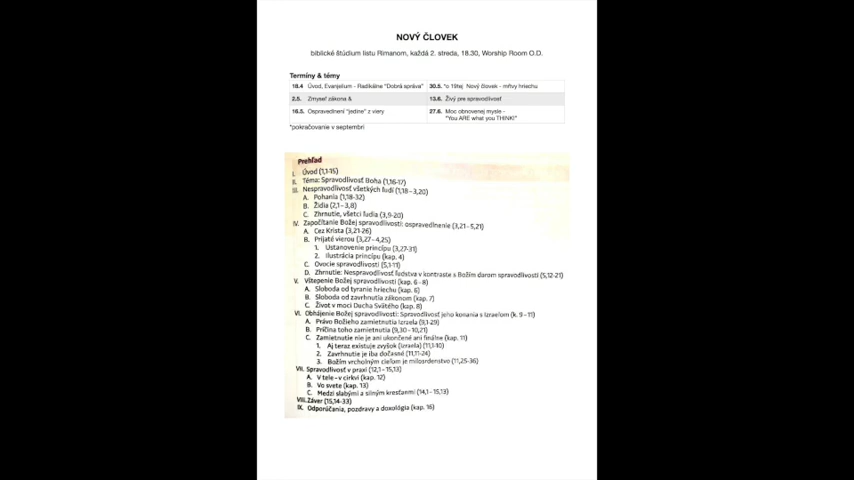 NOVÝ ČLOVEK
biblické štúdium listu Rimanom, každá 2. streda, 18.30, Worship Room O.D.
Termíny & témy
18.4 Úvod, Evanjelium - Radikálne "Dobrá správa"
30.5. *o 19tej Nový človek - mŕtvy hriechu
2.5. Zmysel zákona &
13.6. Živý pre spravodlivosť
16.5. Ospravedlnení "jedine" z viery
27.6. Moc obnovenej mysle -
"You ARE what you THINK!"
*pokračovanie v septembri
Prehľad
I. Úvod (1,1-15)
II. Téma: Spravodlivosť Boha (1,16-17)
III. Nespravodlivosť všetkých ľudí (1,18-3,20)
A. Pohania (1,18-32)
B. Židia (2,1-3,8)
C. Zhrnutie, všetci ľudia (3,9-20)
IV. Započítanie Božej spravodlivosti: ospravedlnenie (3,21-5,21)
A. Cez Krista (3,21-26)
B. Prijaté vierou (3,27-4,25)
1. Ustanovenie princípu (3,27-31)
2. Ilustrácia princípu (kap. 4)
C. Ovocie spravodlivosti (5,1-11)
D. Zhrnutie: Nespravodlivosť ľudstva v kontraste s Božím darom spravodlivosti (5,12-21)
V. Vštepenie Božej spravodlivosti (kap. 6-8)
A. Sloboda od tyranie hriechu (kap. 6)
B. Sloboda od zavrhnutia zákonom (kap. 7)
C. Život v moci Ducha Svätého (kap. 8)
VI. Obhájenie Božej spravodlivosti: Spravodlivosť jeho konania s Izraelom (k. 9-11)
A. Právo Božieho zamietnutia Izraela (9,1-29)
B. Príčina toho zamietnutia (9,30-10,21)
C. Zamietnutie nie je ani ukončené ani finálne (kap. 11)
1. Aj teraz existuje zvyšok (Izraela) (11,1-10)
2. Zavrhnutie je iba dočasné (11,11-24)
3. Božím vrcholným cieľom je milosrdenstvo (11,25-36)
VII. Spravodlivosť v praxi (12,1-15,13)
A. V tele - v cirkvi (kap. 12)
B. Vo svete (kap. 13)
C. Medzi slabými a silným kresťanmi (14,1-15,13)
VIII. Záver (15,14-33)
IX. Odporúčania, pozdravy a doxológia (kap. 16)